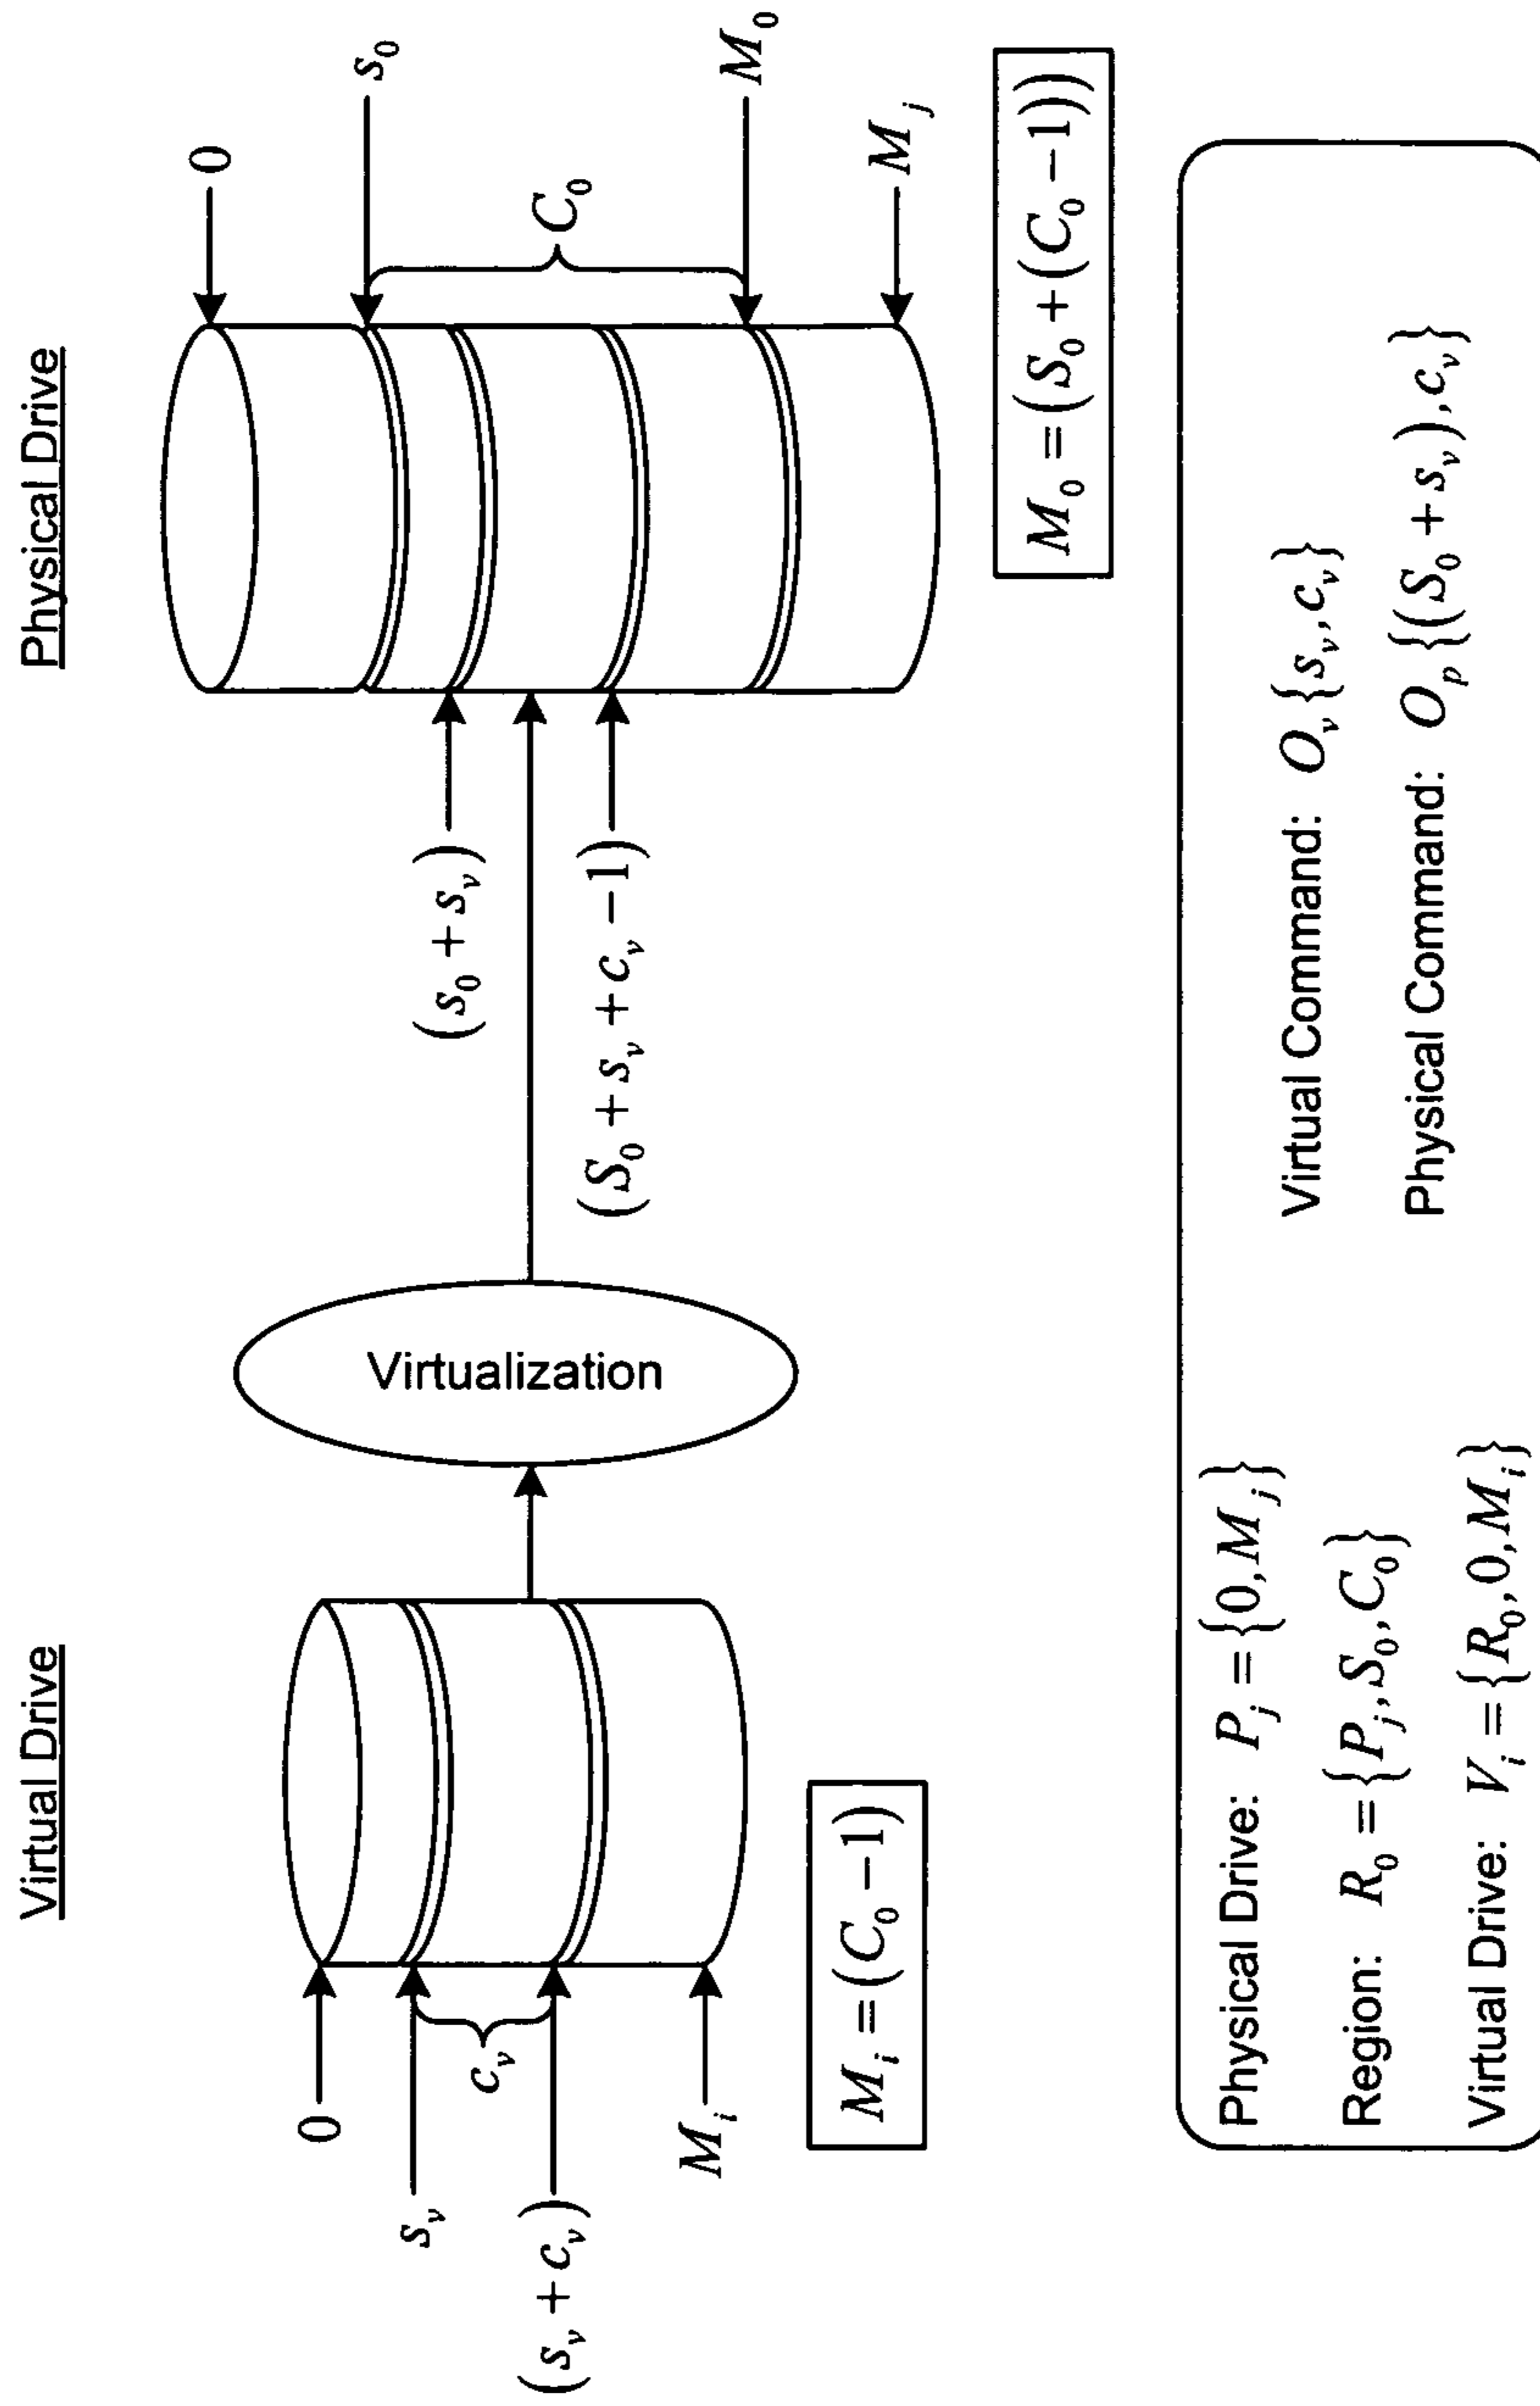 Virtual Drive
Physical Drive
0
s_v
c_v
(s_v + c_v)
M_i
M_i = (C_0 − 1)
Virtualization
(s_0 + s_v)
(S_0 + s_v + c_v − 1)
0
s_0
C_0
M_0
M_j
M_0 = (S_0 + (C_0 − 1))
Physical Drive: P_j = {0, M_j}
Region: R_0 = {P_j, S_0, C_0}
Virtual Drive: V_i = {R_0, 0, M_i}
Virtual Command: O_v {s_v, c_v}
Physical Command: O_p {(S_0 + s_v), c_v}